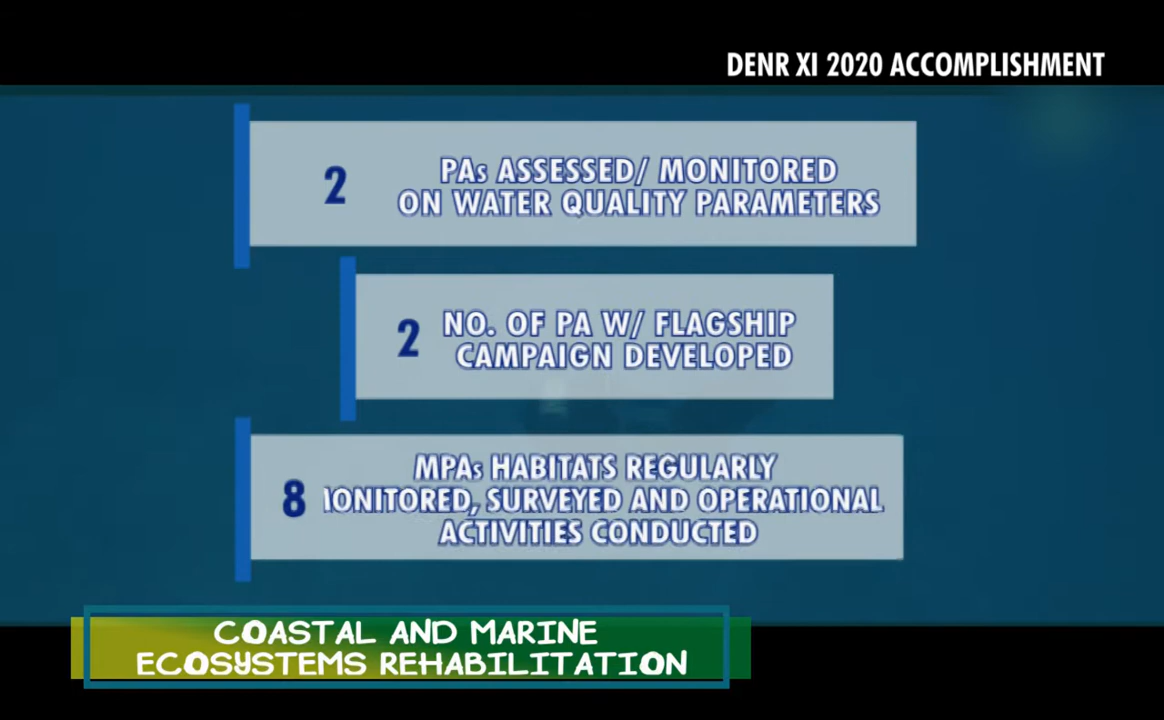 DENR XI 2020 ACCOMPLISHMENT
2
PAs ASSESSED/ MONITORED
ON WATER QUALITY PARAMETERS
2
NO. OF PA W/ FLAGSHIP
CAMPAIGN DEVELOPED
8
MPAs HABITATS REGULARLY
IONITORED, SURVEYED AND OPERATIONAL
ACTIVITIES CONDUCTED
COASTAL AND MARINE
ECOSYSTEMS REHABILITATION